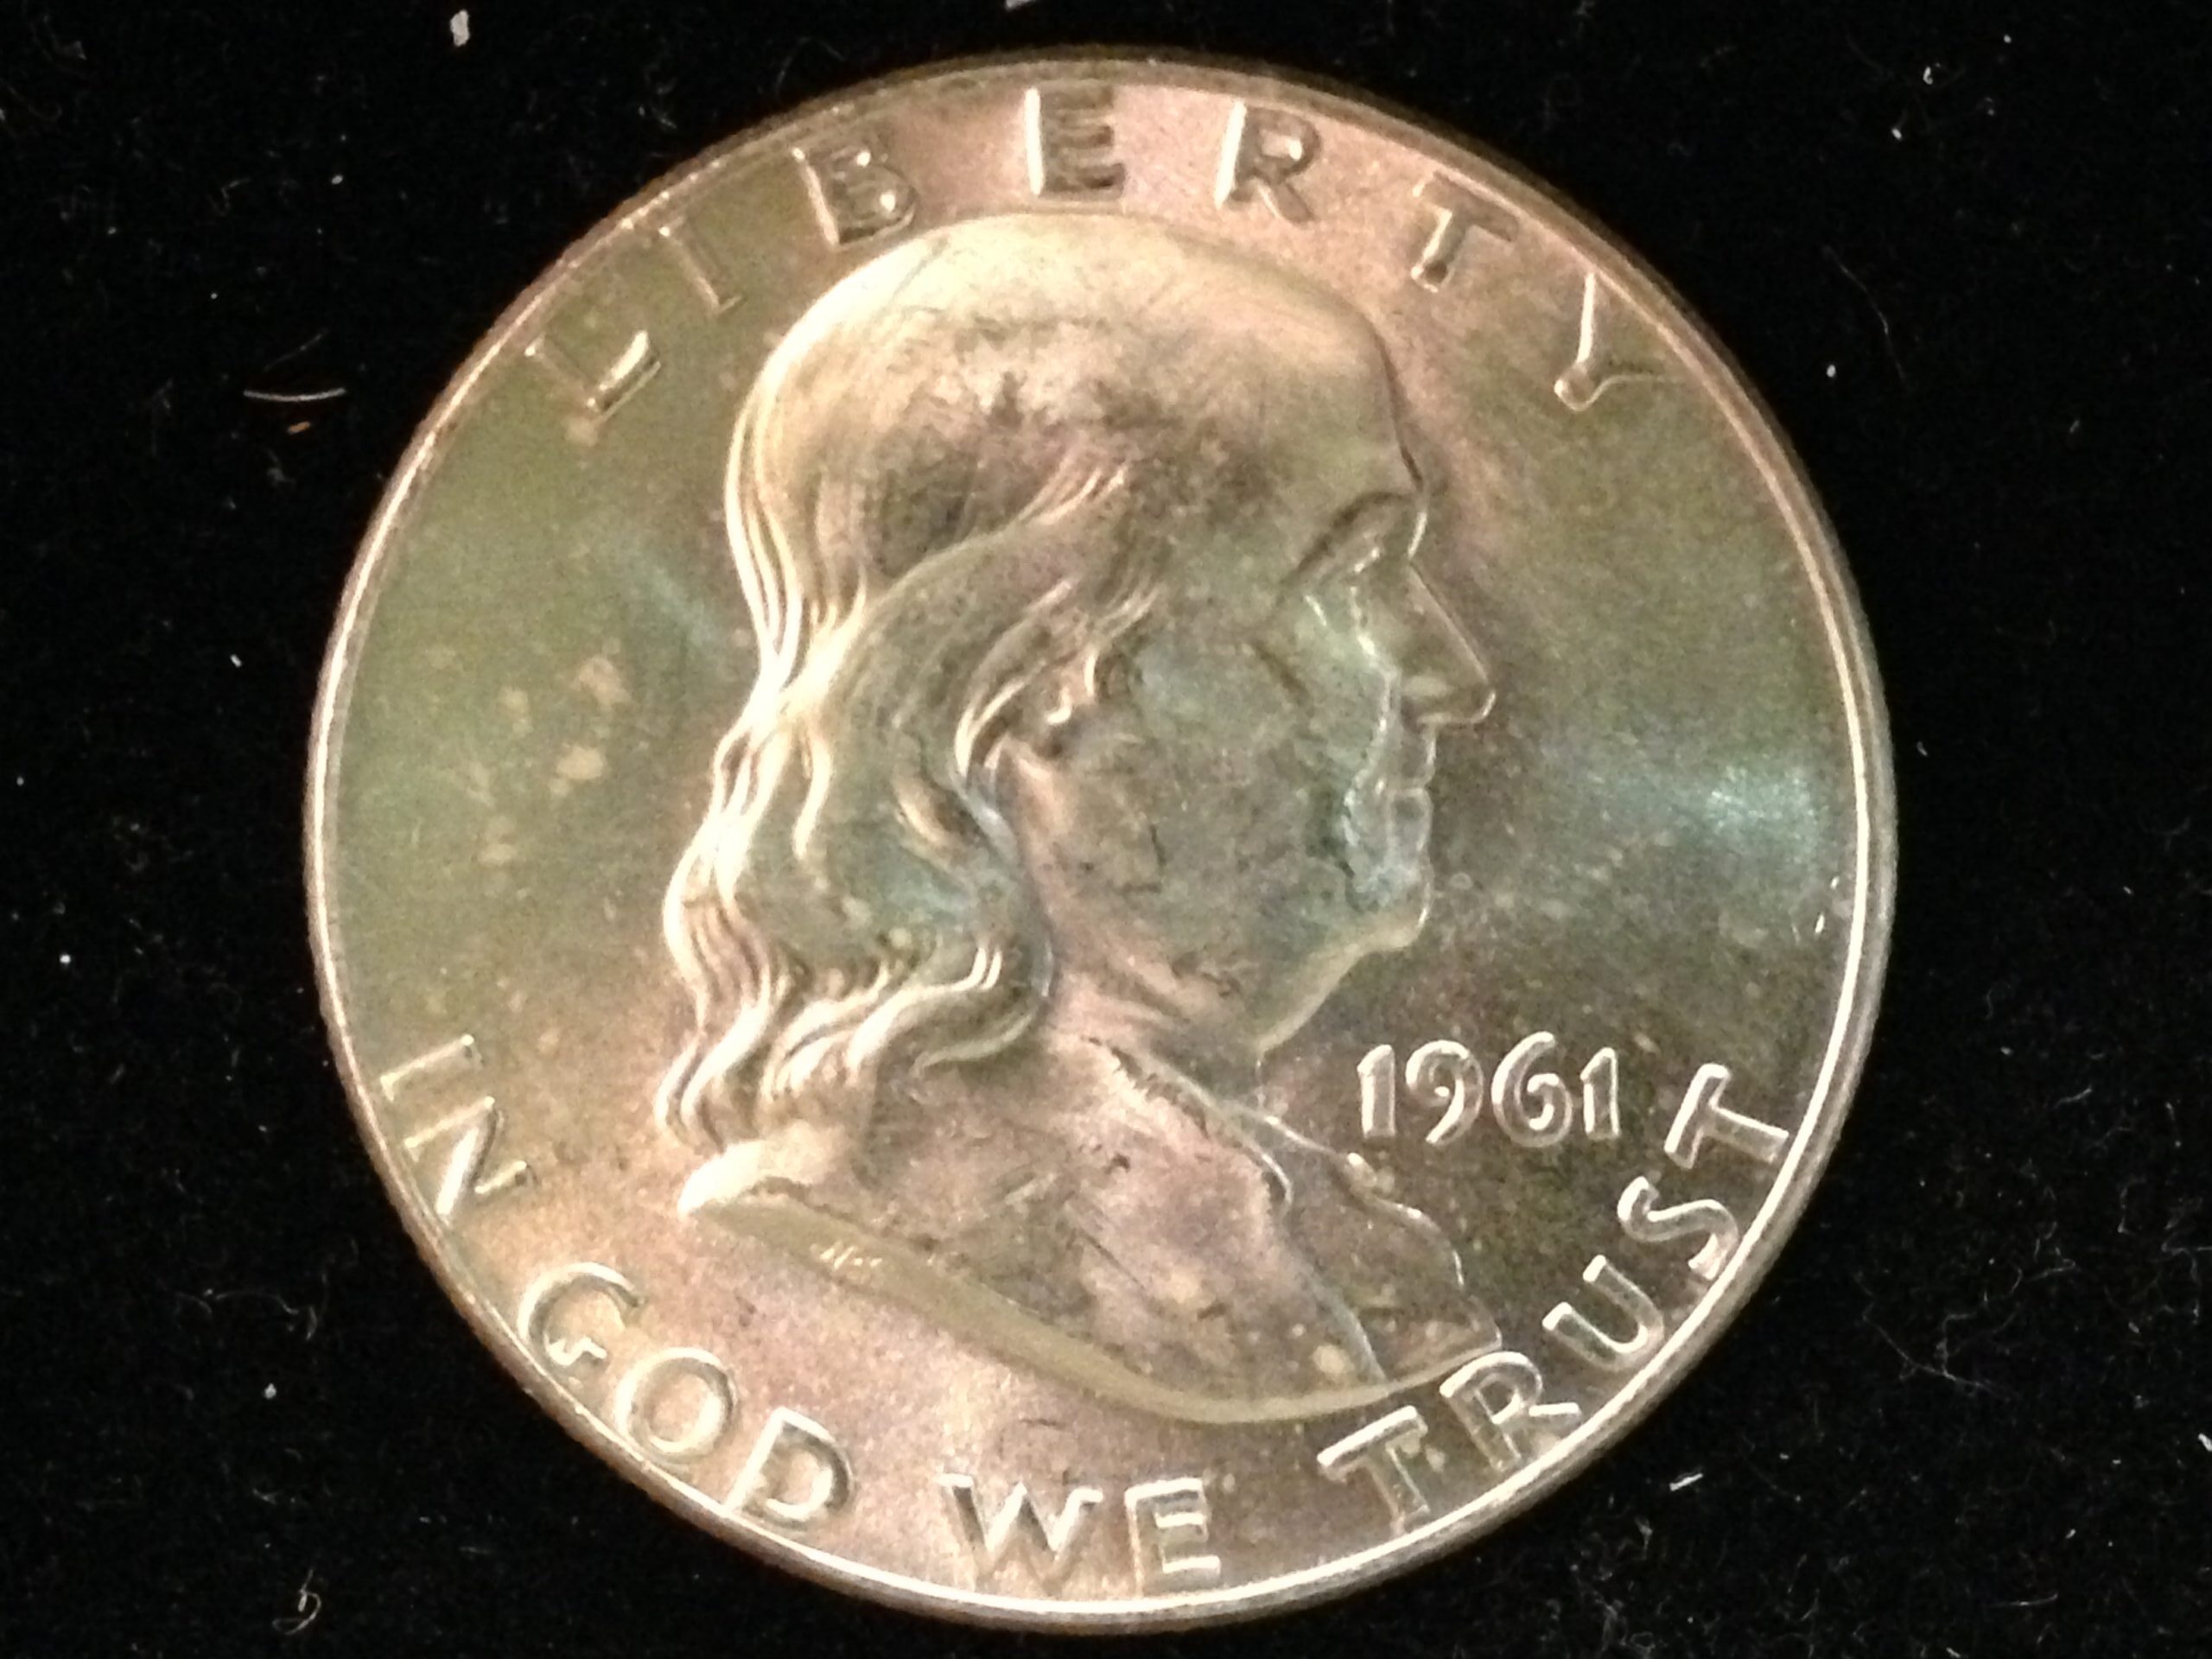 LIBERTY
1961
IN GOD WE TRUST